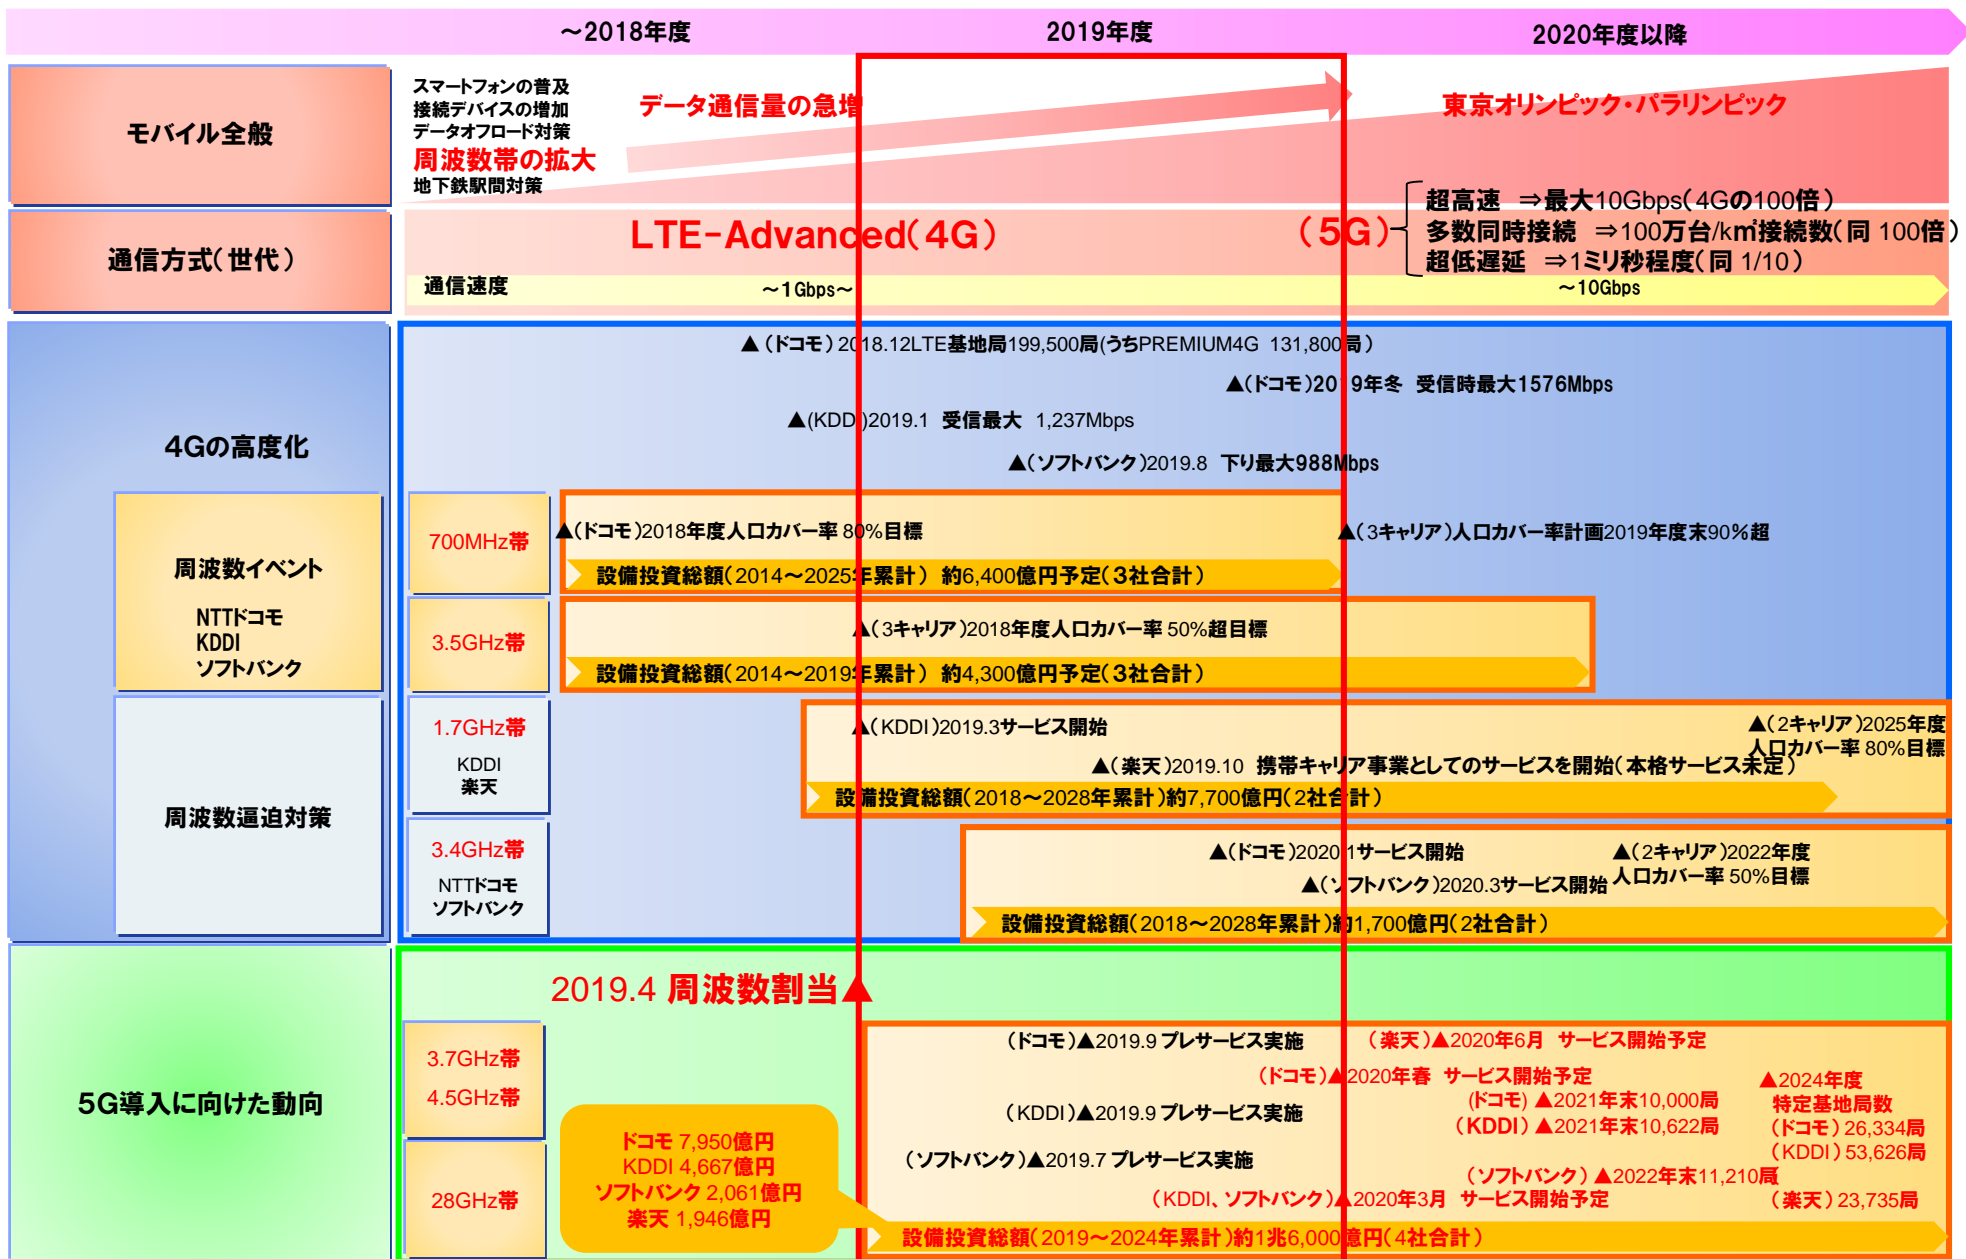 ～2018年度
2019年度
2020年度以降
モバイル全般
スマートフォンの普及
接続デバイスの増加
データオフロード対策
周波数帯の拡大
地下鉄駅間対策
データ通信量の急増
東京オリンピック・パラリンピック
通信方式(世代)
LTE-Advanced(4G)
(5G)
超高速 ⇒最大10Gbps(4Gの100倍)
多数同時接続 ⇒100万台/k㎡接続数(同 100倍)
超低遅延 ⇒1ミリ秒程度(同 1/10)
通信速度
～1Gbps～
～10Gbps
4Gの高度化
▲(ドコモ)2018.12LTE基地局199,500局(うちPREMIUM4G 131,800局)
▲(ドコモ)2019年冬 受信時最大1576Mbps
▲(KDDI)2019.1 受信最大 1,237Mbps
▲(ソフトバンク)2019.8 下り最大988Mbps
周波数イベント
NTTドコモ
KDDI
ソフトバンク
700MHz帯
▲(ドコモ)2018年度人口カバー率 80%目標
▲(3キャリア)人口カバー率計画2019年度末90%超
設備投資総額(2014～2025年累計) 約6,400億円予定(3社合計)
3.5GHz帯
▲(3キャリア)2018年度人口カバー率 50%超目標
設備投資総額(2014～2019年累計) 約4,300億円予定(3社合計)
周波数逼迫対策
1.7GHz帯
KDDI
楽天
▲(KDDI)2019.3サービス開始
▲(2キャリア)2025年度
人口カバー率 80%目標
▲(楽天)2019.10 携帯キャリア事業としてのサービスを開始(本格サービス未定)
設備投資総額(2018～2028年累計)約7,700億円(2社合計)
3.4GHz帯
NTTドコモ
ソフトバンク
▲(ドコモ)2020.1サービス開始
▲(2キャリア)2022年度
人口カバー率 50%目標
▲(ソフトバンク)2020.3サービス開始
設備投資総額(2018～2028年累計)約1,700億円(2社合計)
5G導入に向けた動向
2019.4 周波数割当▲
3.7GHz帯
4.5GHz帯
28GHz帯
(ドコモ)▲2019.9 プレサービス実施
(楽天)▲2020年6月 サービス開始予定
(ドコモ)▲2020年春 サービス開始予定
(KDDI)▲2019.9 プレサービス実施
(ドコモ) ▲2021年末10,000局
(KDDI) ▲2021年末10,622局
(ソフトバンク)▲2019.7 プレサービス実施
(ソフトバンク) ▲2022年末11,210局
(KDDI、ソフトバンク)▲2020年3月 サービス開始予定
▲2024年度
特定基地局数
(ドコモ) 26,334局
(KDDI) 53,626局
(楽天) 23,735局
ドコモ 7,950億円
KDDI 4,667億円
ソフトバンク 2,061億円
楽天 1,946億円
設備投資総額(2019～2024年累計)約1兆6,000億円(4社合計)